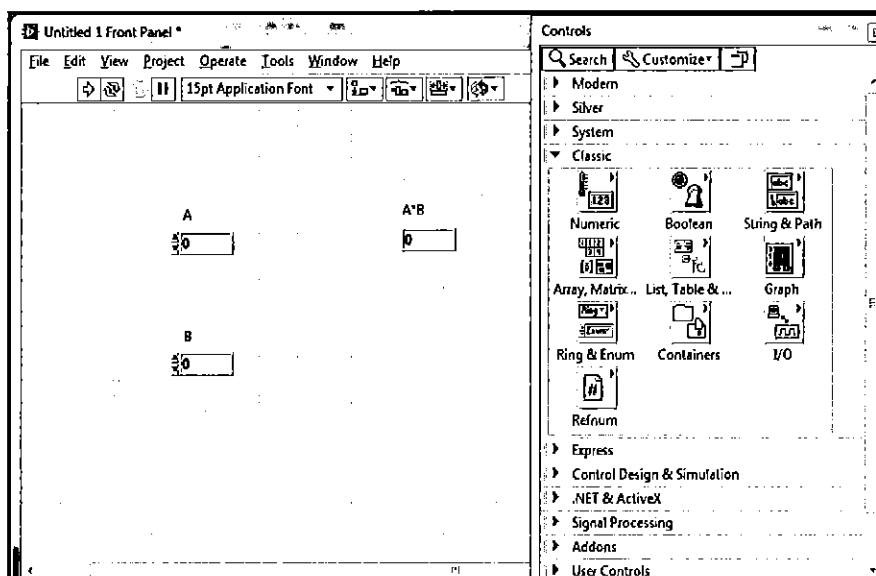 Untitled 1 Front Panel *
File Edit View Project Operate Tools Window Help
15pt Application Font
A
0
A*B
0
B
0
Controls
Search Customize
Modern
Silver
System
Classic
Numeric Boolean String & Path
Array, Matrix... List, Table & ... Graph
Ring & Enum Containers I/O
Refnum
Express
Control Design & Simulation
.NET & ActiveX
Signal Processing
Addons
User Controls